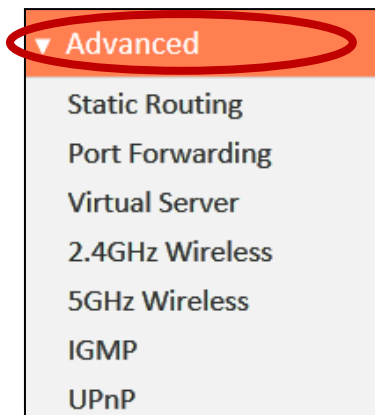 Advanced
Static Routing
Port Forwarding
Virtual Server
2.4GHz Wireless
5GHz Wireless
IGMP
UPnP